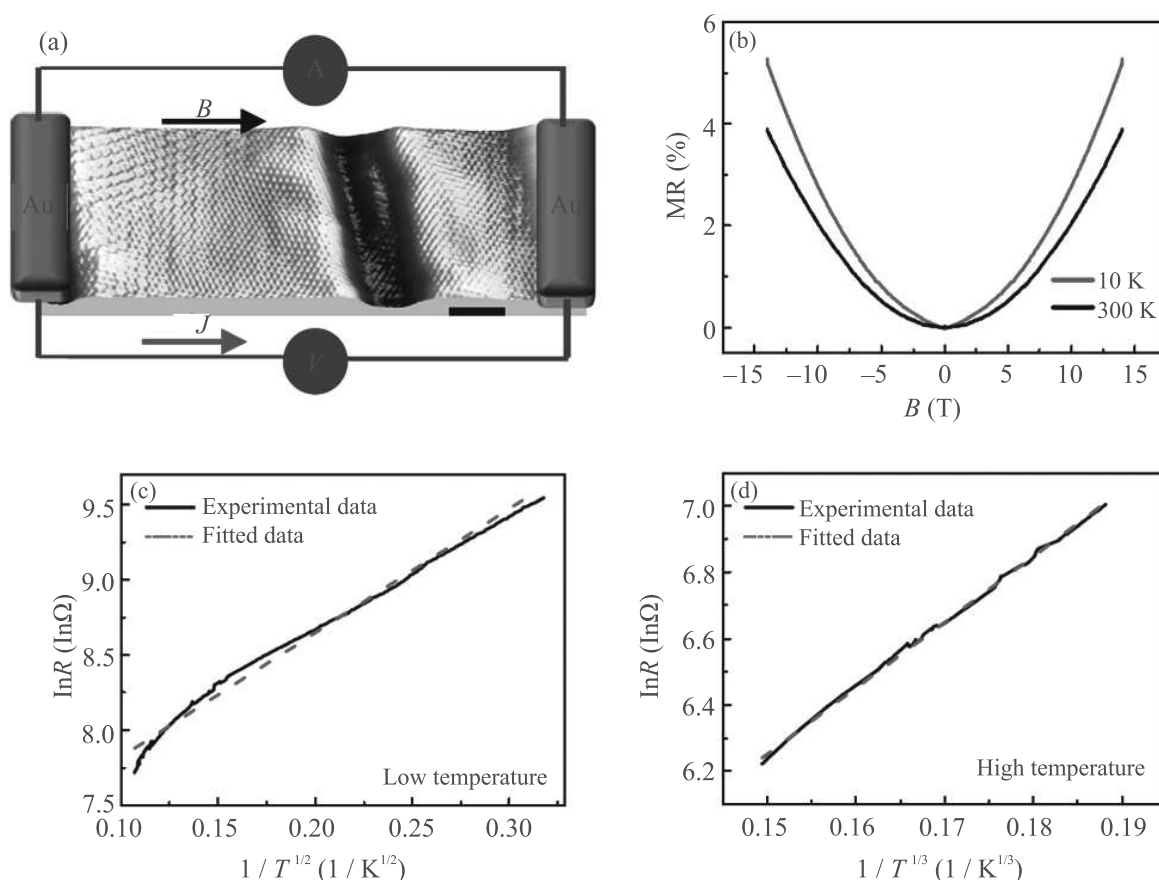 (a)
A
B
Au
Au
J
V
(b)
MR (%)
6
4
2
0
10 K
300 K
–15
–10
–5
0
5
10
15
B (T)
(c)
lnR (lnΩ)
9.5
9.0
8.5
8.0
7.5
Experimental data
Fitted data
Low temperature
0.10
0.15
0.20
0.25
0.30
1 / T 1/2 (1 / K1/2)
(d)
lnR (lnΩ)
7.0
6.8
6.6
6.4
6.2
Experimental data
Fitted data
High temperature
0.15
0.16
0.17
0.18
0.19
1 / T 1/3 (1 / K1/3)